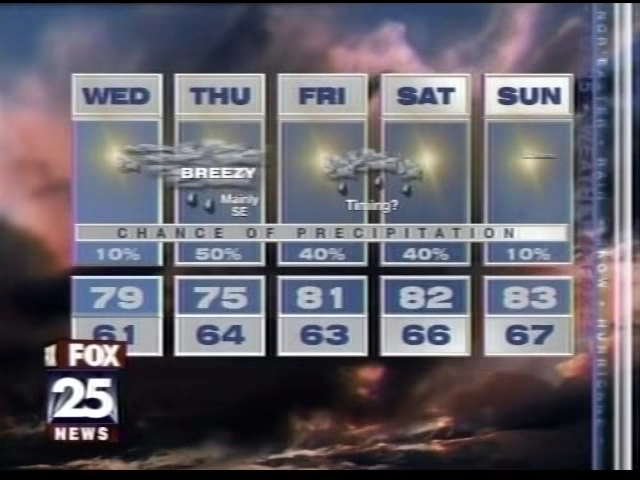 WED THU FRI SAT SUN
BREEZY
Mainly
SE
Timing?
CHANCE OF PRECIPITATION
10% 50% 40% 40% 10%
79 75 81 82 83
61 64 63 66 67
FOX
25
NEWS